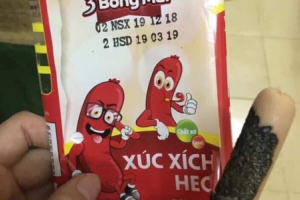 3 Bông Mai
02 NSX 19 12 18
2 HSD 19 03 19
XÚC XÍCH
HEO